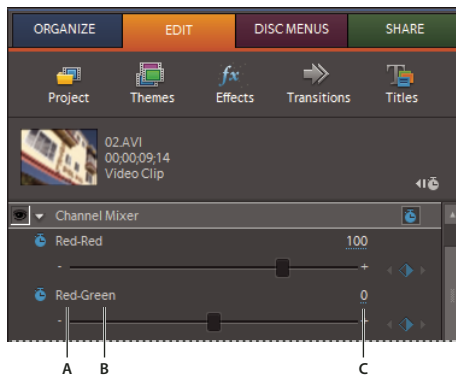 ORGANIZE EDIT DISC MENUS SHARE
Project Themes Effects Transitions Titles
02.AVI
00;00;09;14
Video Clip
Channel Mixer
Red-Red 100
- +
Red-Green 0
- +
A B C